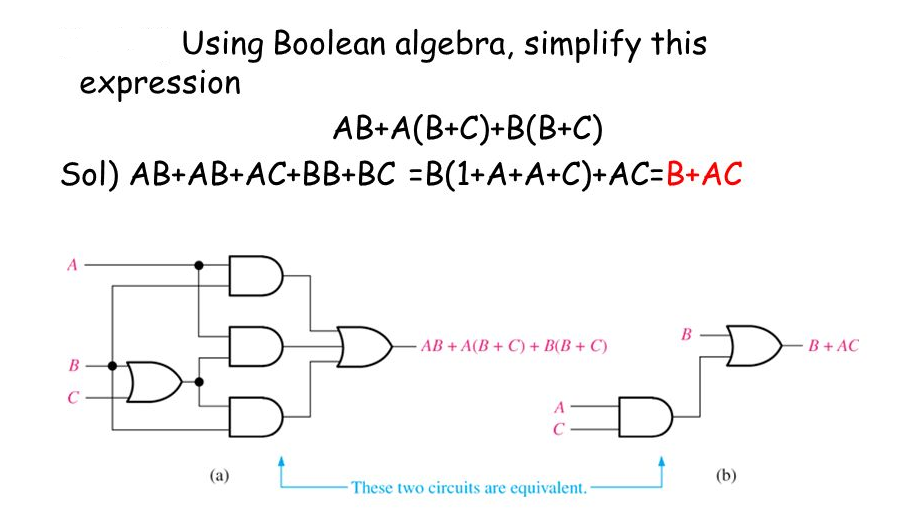 Using Boolean algebra, simplify this
expression
AB+A(B+C)+B(B+C)
Sol) AB+AB+AC+BB+BC =B(1+A+A+C)+AC=B+AC
A
B
C
AB + A(B + C) + B(B + C)
B
A
C
B + AC
(a)
(b)
These two circuits are equivalent.